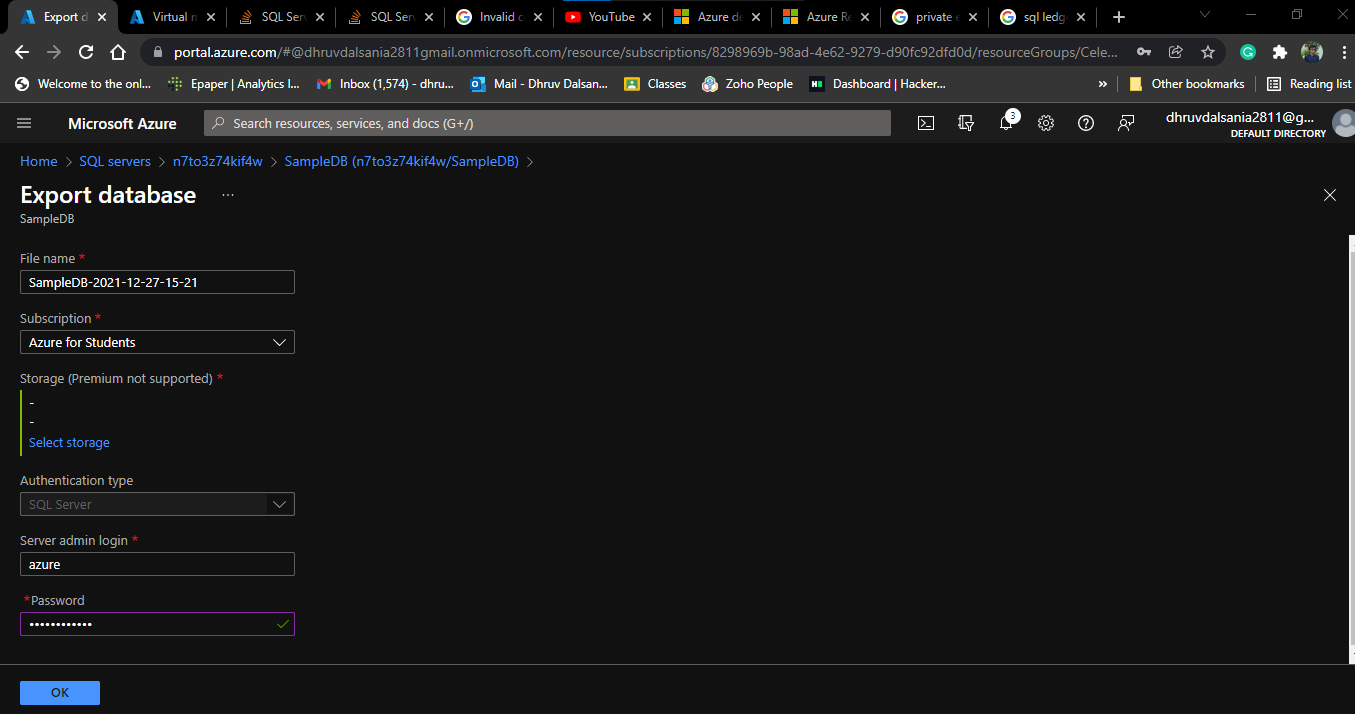 Export d
Virtual m
SQL Serv
SQL Serv
Invalid c
YouTube
Azure de
Azure Re
private e
sql ledge
portal.azure.com/#@dhruvdalsania2811gmail.onmicrosoft.com/resource/subscriptions/8298969b-98ad-4e62-9279-d90fc92dfd0d/resourceGroups/Cele...
Welcome to the onl...
Epaper | Analytics I...
Inbox (1,574) - dhru...
Mail - Dhruv Dalsan...
Classes
Zoho People
Dashboard | Hacker...
»
Other bookmarks
Reading list
Microsoft Azure
Search resources, services, and docs (G+/)
3
dhruvdalsania2811@g...
DEFAULT DIRECTORY
Home > SQL servers > n7to3z74kif4w > SampleDB (n7to3z74kif4w/SampleDB) >
Export database ...
SampleDB
File name *
SampleDB-2021-12-27-15-21
Subscription *
Azure for Students
Storage (Premium not supported) *
-
-
Select storage
Authentication type
SQL Server
Server admin login *
azure
*Password
••••••••••••
OK